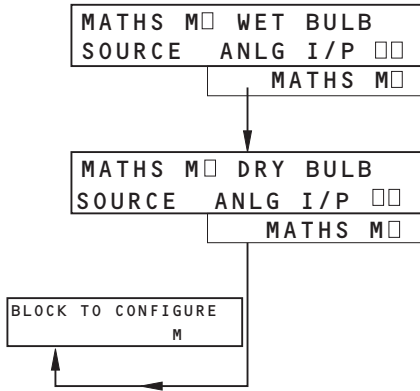 MATHS M□ WET BULB
SOURCE ANLG I/P □□
MATHS M□
MATHS M□ DRY BULB
SOURCE ANLG I/P □□
MATHS M□
BLOCK TO CONFIGURE
M